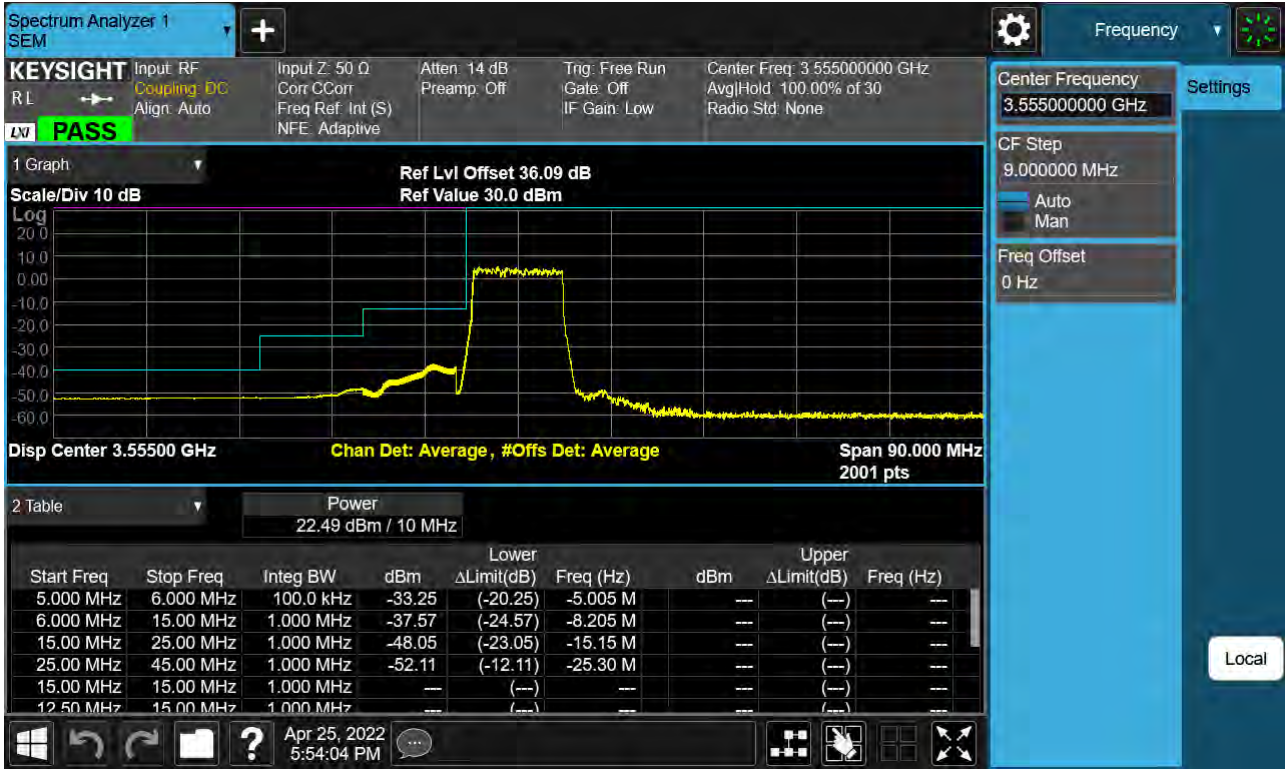 Spectrum Analyzer 1
SEM
Frequency
KEYSIGHT
R L
LXI
PASS
Input: RF
Coupling: DC
Align: Auto
Input Z: 50 Ω
Corr CCorr
Freq Ref: Int (S)
NFE: Adaptive
Atten: 14 dB
Preamp: Off
Trig: Free Run
Gate: Off
IF Gain: Low
Center Freq: 3.555000000 GHz
Avg|Hold: 100.00% of 30
Radio Std: None
Center Frequency
3.555000000 GHz
Settings
CF Step
9.000000 MHz
Auto
Man
Freq Offset
0 Hz
1 Graph
Scale/Div 10 dB
Ref Lvl Offset 36.09 dB
Ref Value 30.0 dBm
Log
20.0
10.0
0.00
-10.0
-20.0
-30.0
-40.0
-50.0
-60.0
Disp Center 3.55500 GHz
Chan Det: Average, #Offs Det: Average
Span 90.000 MHz
2001 pts
2 Table
Power
22.49 dBm / 10 MHz
Lower Upper
Start Freq Stop Freq Integ BW dBm ΔLimit(dB) Freq (Hz) dBm ΔLimit(dB) Freq (Hz)
5.000 MHz 6.000 MHz 100.0 kHz -33.25 (-20.25) -5.005 M --- (---) ---
6.000 MHz 15.00 MHz 1.000 MHz -37.57 (-24.57) -8.205 M --- (---) ---
15.00 MHz 25.00 MHz 1.000 MHz -48.05 (-23.05) -15.15 M --- (---) ---
25.00 MHz 45.00 MHz 1.000 MHz -52.11 (-12.11) -25.30 M --- (---) ---
15.00 MHz 15.00 MHz 1.000 MHz --- (---) --- --- (---) ---
12.50 MHz 15.00 MHz 1.000 MHz --- (---) --- --- (---) ---
Local
?
Apr 25, 2022
5:54:04 PM